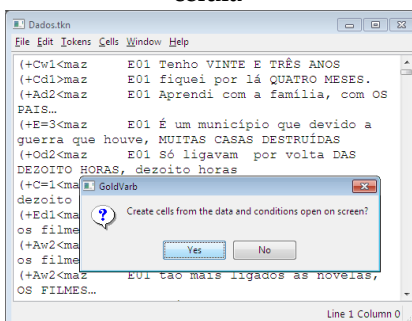 Dados.tkn
File Edit Tokens Cells Window Help
(+Cw1<maz E01 Tenho VINTE E TRÊS ANOS
(+Cd1>maz E01 fiquei por lá QUATRO MESES.
(+Ad2<maz E01 Aprendi com a família, com OS
PAIS…
(+E=3<maz E01 É um município que devido a
guerra que houve, MUITAS CASAS DESTRUÍDAS
(+Od2<maz E01 Só ligavam por volta DAS
DEZOITO HORAS, dezoito horas
(+C=1<ma
dezoito
(+Ed1<ma
os filme
(+Aw2<ma
os filme
(+Aw2<maz E01 tão mais ligados às novelas,
OS FILMES…
GoldVarb
Create cells from the data and conditions open on screen?
Yes No
Line 1 Column 0